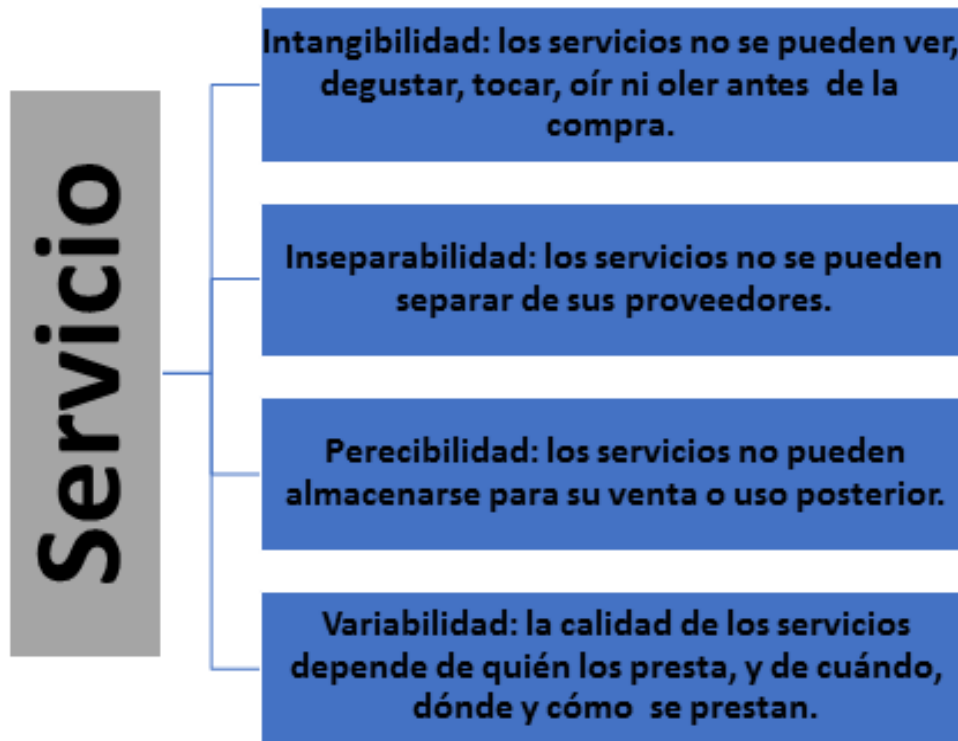 Servicio
Intangibilidad: los servicios no se pueden ver,
degustar, tocar, oír ni oler antes de la
compra.
Inseparabilidad: los servicios no se pueden
separar de sus proveedores.
Perecibilidad: los servicios no pueden
almacenarse para su venta o uso posterior.
Variabilidad: la calidad de los servicios
depende de quién los presta, y de cuándo,
dónde y cómo se prestan.